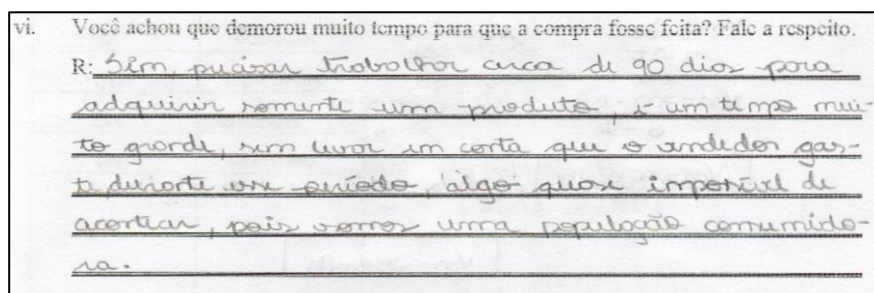 vi. Você achou que demorou muito tempo para que a compra fosse feita? Fale a respeito.
R: Sim, precisar trabalhar cerca de 90 dias para
adquirir somente um produto, é um tempo mui-
to grande, sem levar em conta que o vendedor gas-
te durante esse período, algo quase impossível de
acontecer, pois somos uma população consumido-
ra.